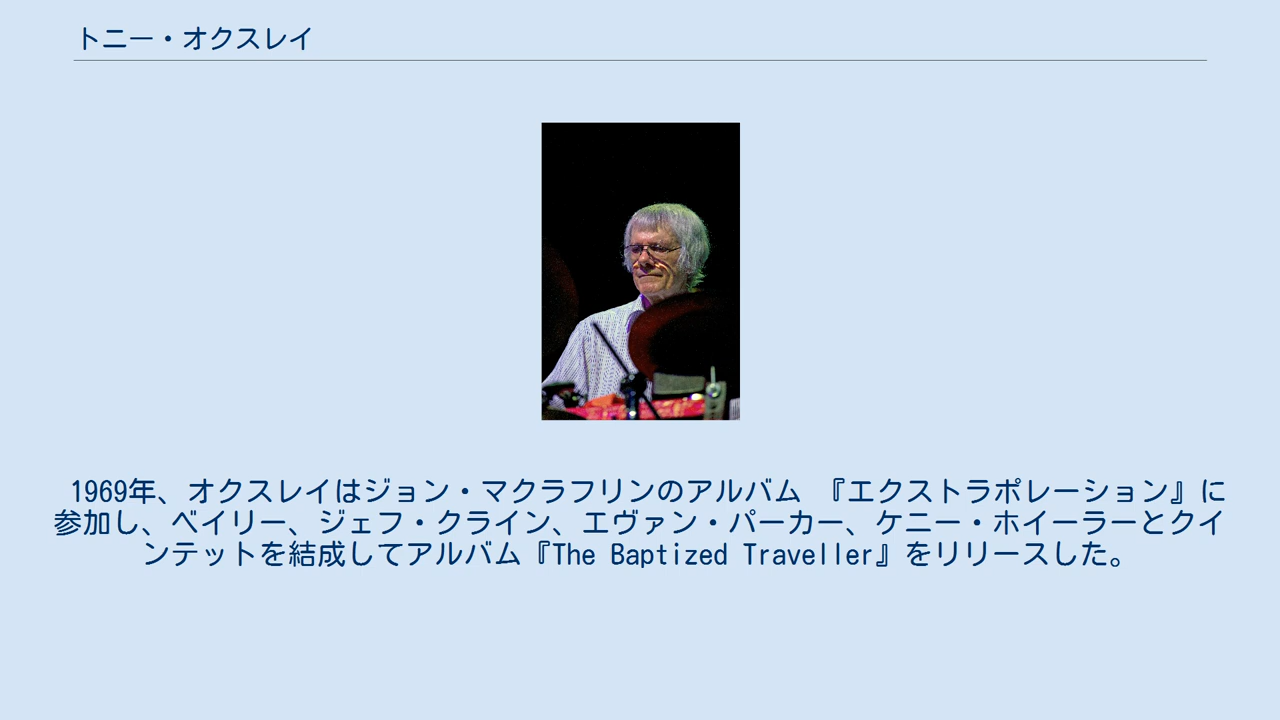 トニー・オクスレイ
1969年、オクスレイはジョン・マクラフリンのアルバム 『エクストラポレーション』に
参加し、ベイリー、ジェフ・クライン、エヴァン・パーカー、ケニー・ホイーラーとクイ
ンテットを結成してアルバム『The Baptized Traveller』をリリースした。